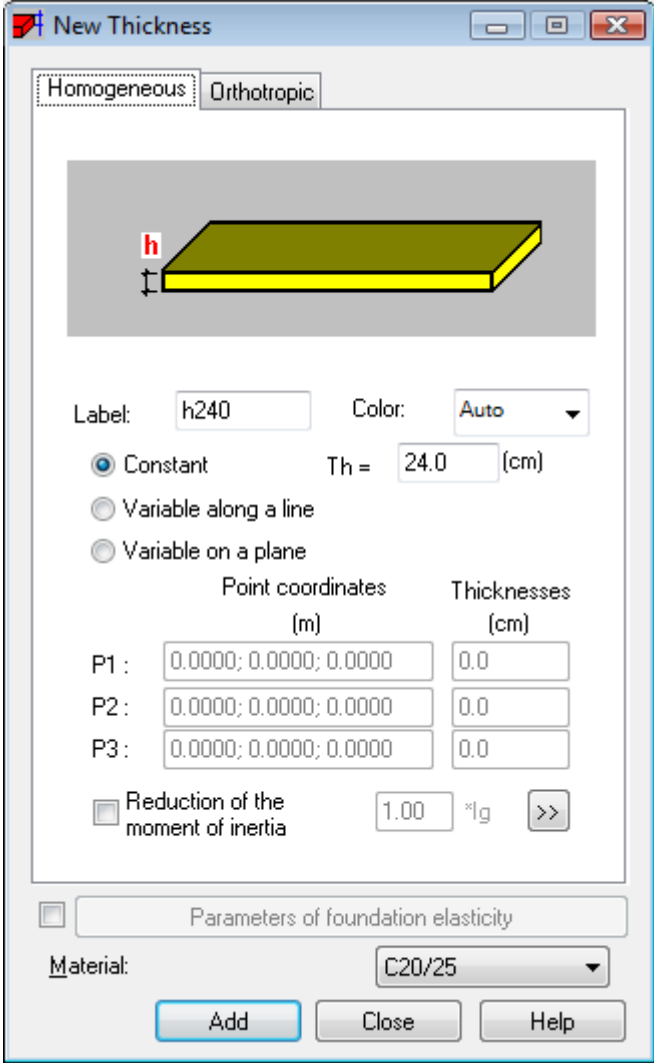 New Thickness
Homogeneous Orthotropic
h
Label: h240 Color: Auto
Constant Th = 24.0 (cm)
Variable along a line
Variable on a plane
Point coordinates Thicknesses
(m) (cm)
P1 : 0.0000; 0.0000; 0.0000 0.0
P2 : 0.0000; 0.0000; 0.0000 0.0
P3 : 0.0000; 0.0000; 0.0000 0.0
Reduction of the
moment of inertia 1.00 *Ig >>
Parameters of foundation elasticity
Material: C20/25
Add Close Help